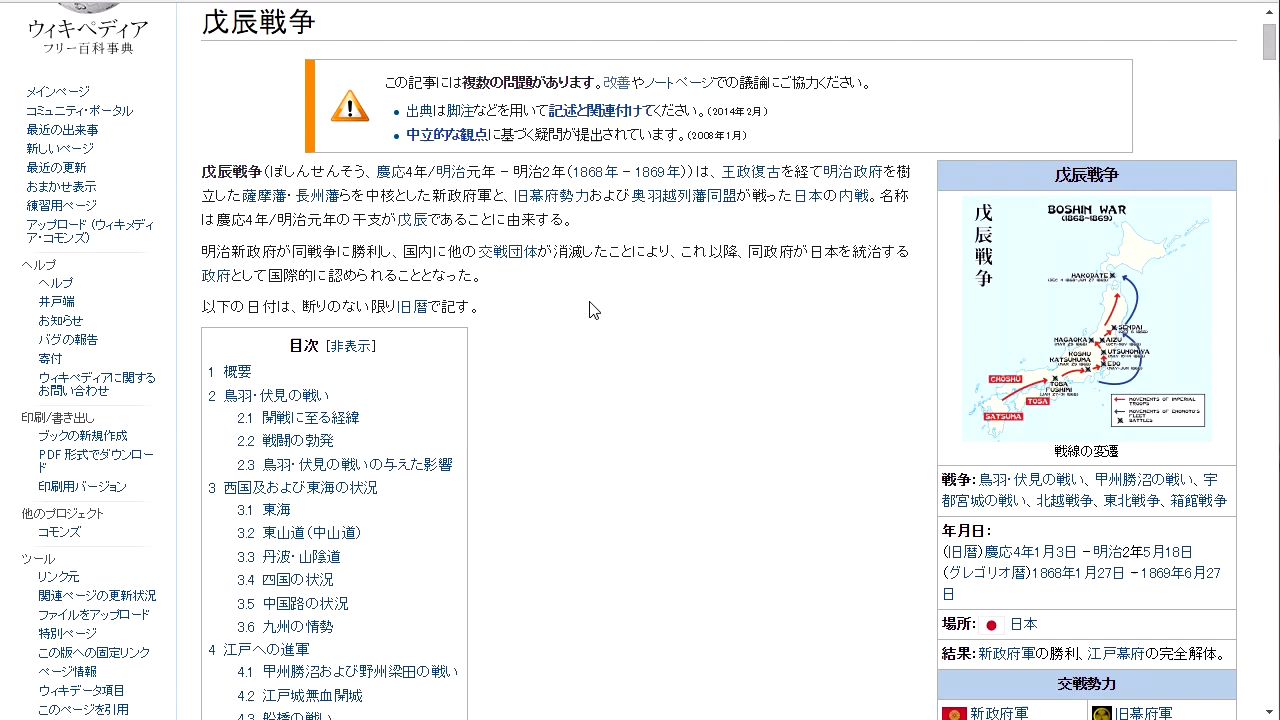 ウィキペディア
フリー百科事典
メインページ
コミュニティ・ポータル
最近の出来事
新しいページ
最近の更新
おまかせ表示
練習用ページ
アップロード (ウィキメディ
ア・コモンズ)
ヘルプ
ヘルプ
井戸端
お知らせ
バグの報告
寄付
ウィキペディアに関する
お問い合わせ
印刷/書き出し
ブックの新規作成
PDF 形式でダウンロー
ド
印刷用バージョン
他のプロジェクト
コモンズ
ツール
リンク元
関連ページの更新状況
ファイルをアップロード
特別ページ
この版への固定リンク
ページ情報
ウィキデータ項目
このページを引用
戊辰戦争
この記事には複数の問題があります。改善やノートページでの議論にご協力ください。
• 出典は脚注などを用いて記述と関連付けてください。(2014年2月)
• 中立的な観点に基づく疑問が提出されています。(2008年1月)
戊辰戦争(ぼしんせんそう、慶応4年/明治元年 - 明治2年(1868年 - 1869年))は、王政復古を経て明治政府を樹
立した薩摩藩・長州藩らを中核とした新政府軍と、旧幕府勢力および奥羽越列藩同盟が戦った日本の内戦。名称
は慶応4年/明治元年の干支が戊辰であることに由来する。
明治新政府が同戦争に勝利し、国内に他の交戦団体が消滅したことにより、これ以降、同政府が日本を統治する
政府として国際的に認められることとなった。
以下の日付は、断りのない限り旧暦で記す。
目次 [非表示]
1 概要
2 鳥羽・伏見の戦い
2.1 開戦に至る経緯
2.2 戦闘の勃発
2.3 鳥羽・伏見の戦いの与えた影響
3 西国及および東海の状況
3.1 東海
3.2 東山道(中山道)
3.3 丹波・山陰道
3.4 四国の状況
3.5 中国路の状況
3.6 九州の情勢
4 江戸への進軍
4.1 甲州勝沼および野州梁田の戦い
4.2 江戸城無血開城
4.3 船橋の戦い
戊辰戦争
戊辰戦争
BOSHIN WAR
(1868-1869)
HAKODATE
SENDAI
NAGAOKA
AIZU
UTSUNOMIYA
KOSHU
KATSUNUMA
EDO
CHOSHU
TOBA
FUSHIMI
TOSA
SATSUMA
MOVEMENTS OF IMPERIAL
TROOPS
MOVEMENTS OF ENOMOTO'S
FLEET
BATTLES
戦線の変遷
戦争: 鳥羽・伏見の戦い、甲州勝沼の戦い、宇
都宮城の戦い、北越戦争、東北戦争、箱館戦争
年月日:
(旧暦)慶応4年1月3日 - 明治2年5月18日
(グレゴリオ暦)1868年1月27日 - 1869年6月27
日
場所: 日本
結果: 新政府軍の勝利、江戸幕府の完全解体。
交戦勢力
新政府軍 旧幕府軍